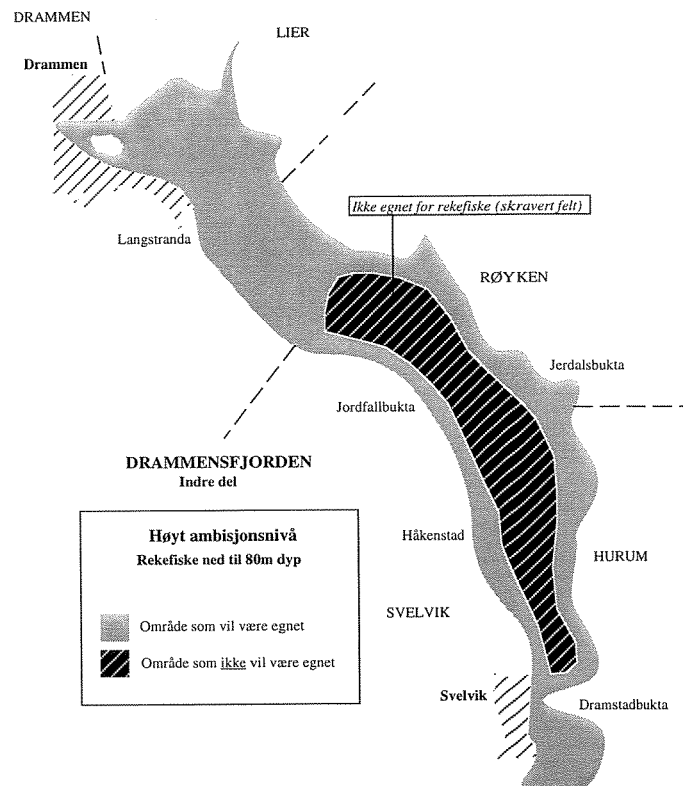 DRAMMEN
LIER
Drammen
Langstranda
Ikke egnet for rekefiske (skravert felt)
RØYKEN
Jerdalsbukta
Jordfallbukta
DRAMMENSFJORDEN
Indre del
Høyt ambisjonsnivå
Rekefiske ned til 80m dyp
Område som vil være egnet
Område som ikke vil være egnet
Håkenstad
HURUM
SVELVIK
Svelvik
Dramstadbukta